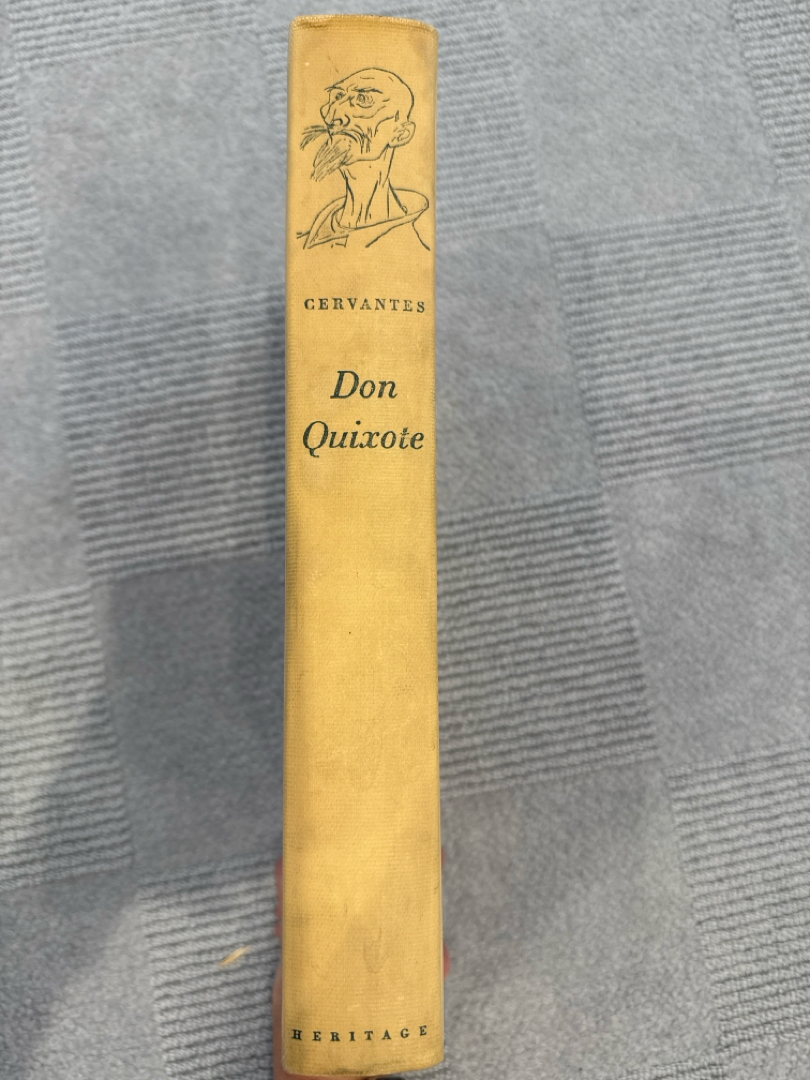 CERVANTES
Don
Quixote
HERITAGE